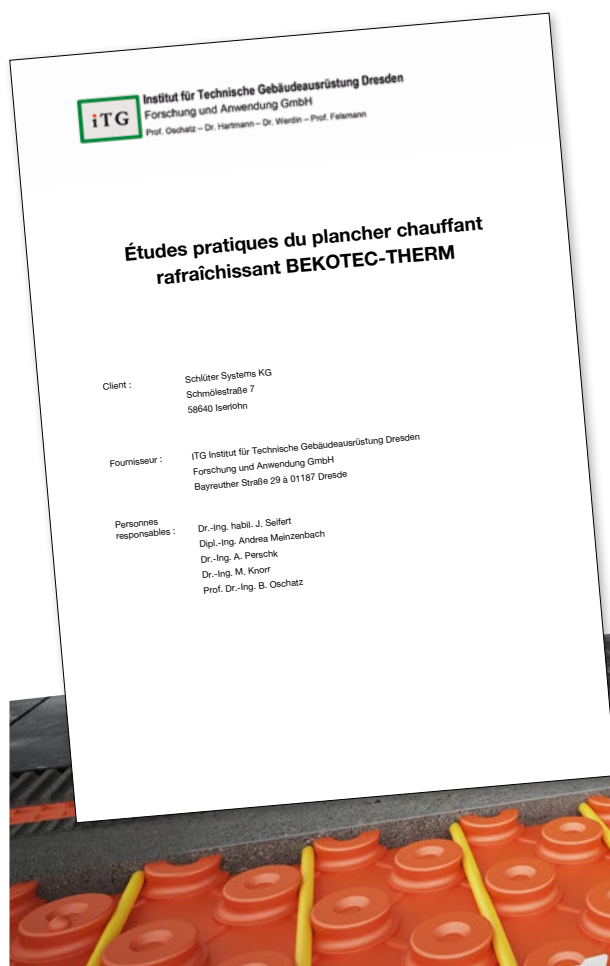 iTG
Institut für Technische Gebäudeausrüstung Dresden
Forschung und Anwendung GmbH
Prof. Oschatz – Dr. Hartmann – Dr. Werdin – Prof. Felsmann
Études pratiques du plancher chauffant
rafraîchissant BEKOTEC-THERM
Client :
Schlüter Systems KG
Schmölestraße 7
58640 Iserlohn
Fournisseur :
ITG Institut für Technische Gebäudeausrüstung Dresden
Forschung und Anwendung GmbH
Bayreuther Straße 29 à 01187 Dresde
Personnes
responsables :
Dr.-Ing. habil. J. Seifert
Dipl.-Ing. Andrea Meinzenbach
Dr.-Ing. A. Perschk
Dr.-Ing. M. Knorr
Prof. Dr.-Ing. B. Oschatz